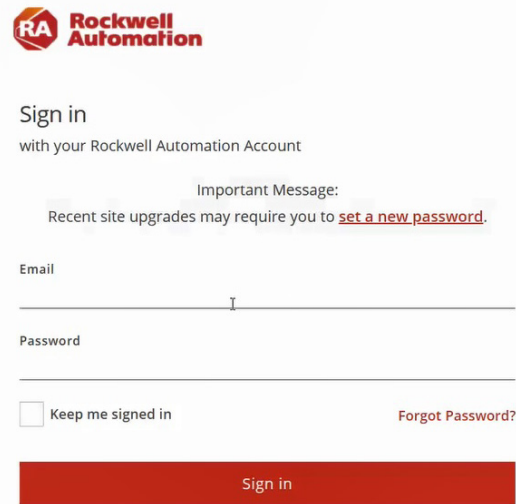 RA
Rockwell
Automation
Sign in
with your Rockwell Automation Account
Important Message:
Recent site upgrades may require you to set a new password.
Email
Password
Keep me signed in
Forgot Password?
Sign in